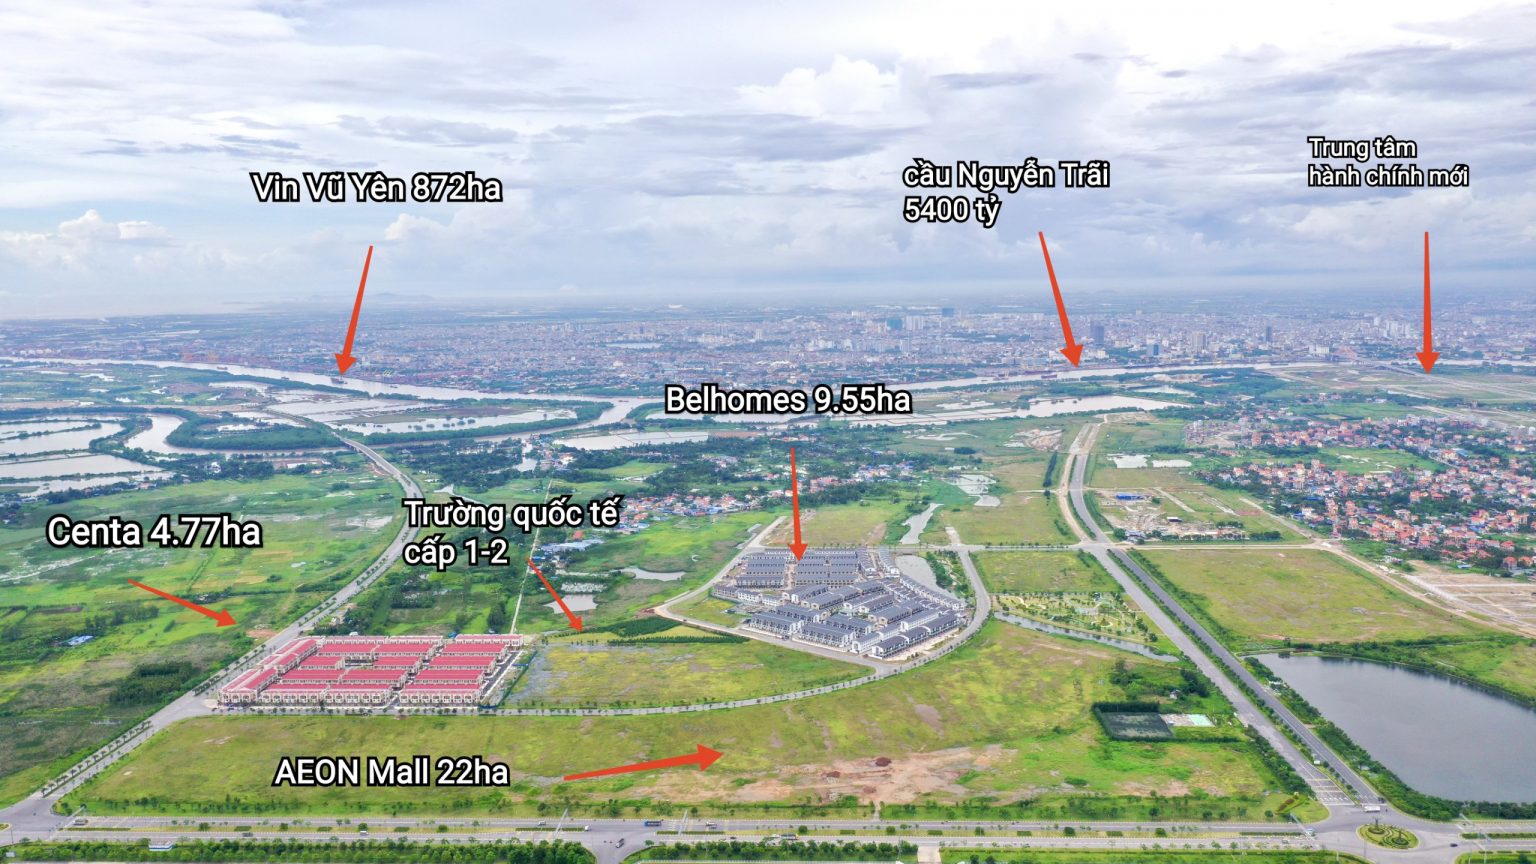 Vin Vũ Yên 872ha
cầu Nguyễn Trãi
5400 tỷ
Trung tâm
hành chính mới
Belhomes 9.55ha
Centa 4.77ha
Trường quốc tế
cấp 1-2
AEON Mall 22ha